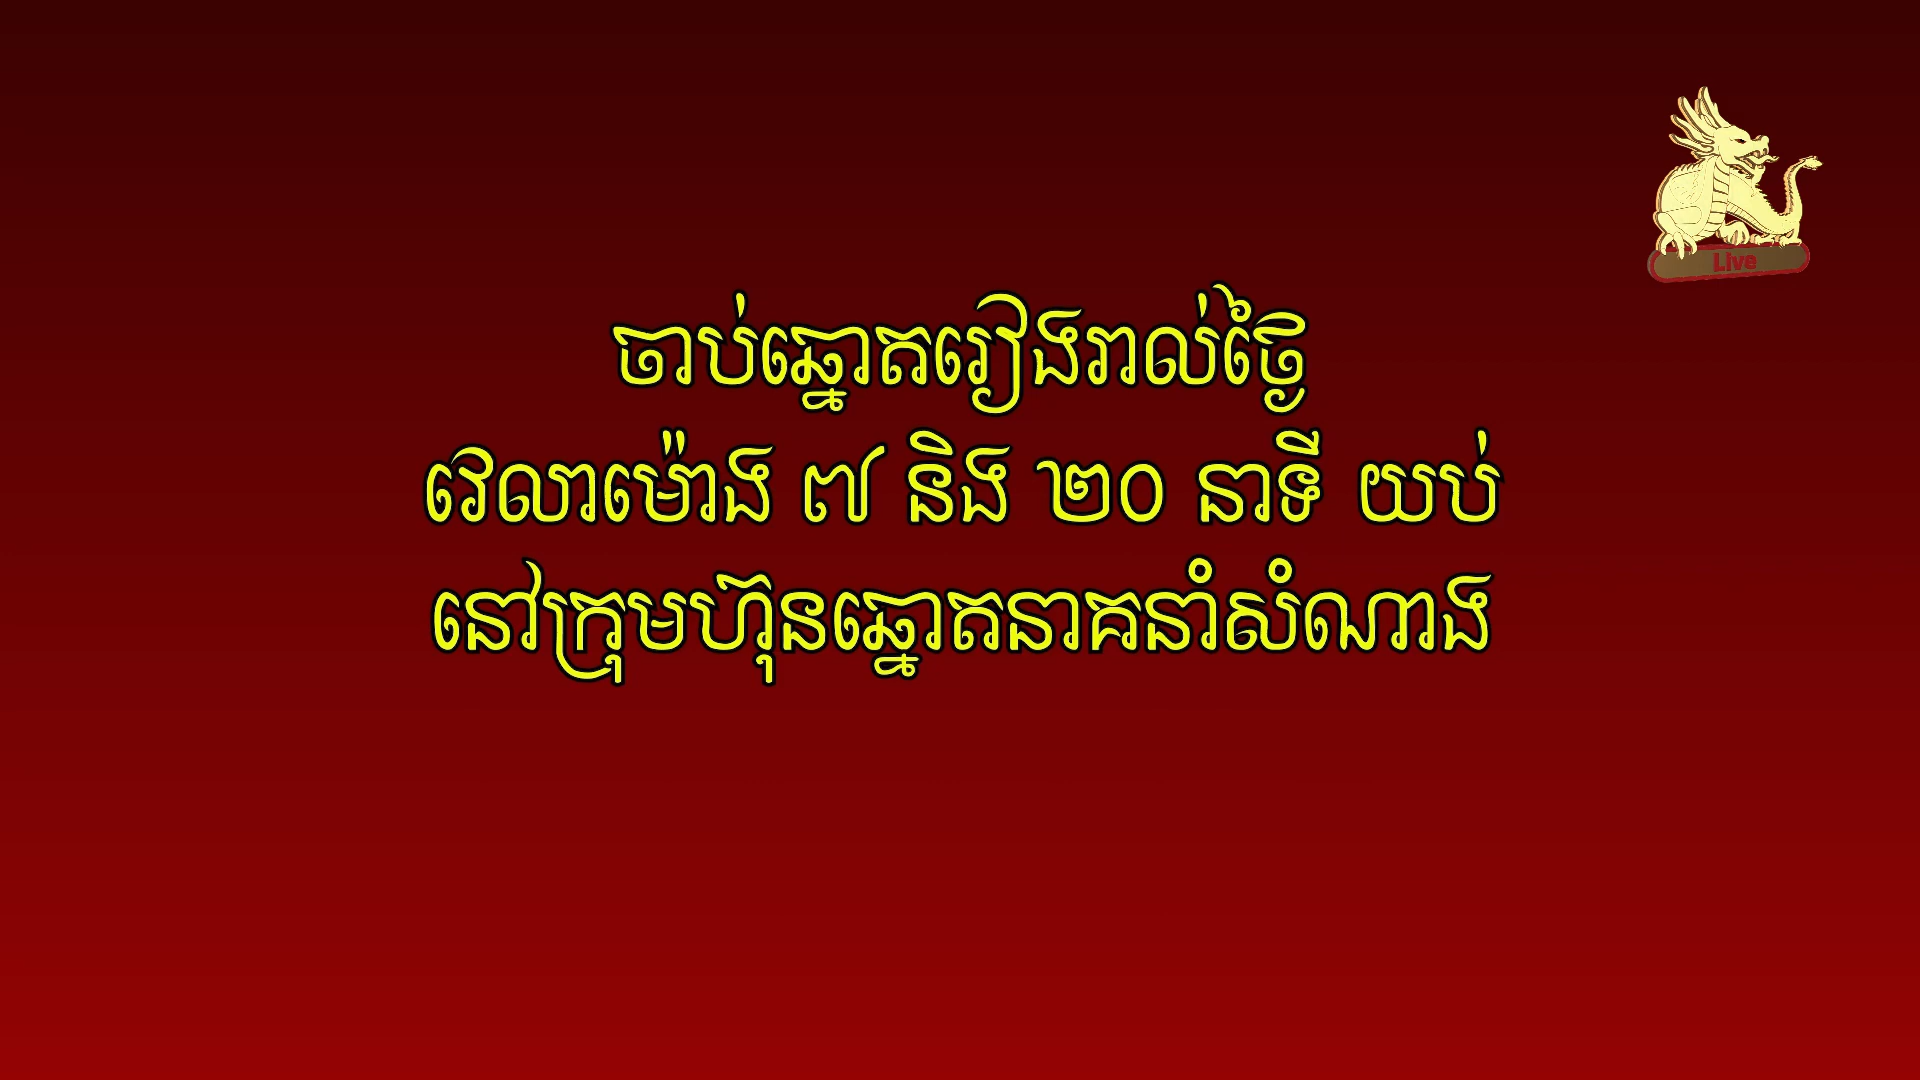 Live
ចាប់ឆ្នោតរៀងរាល់ថ្ងៃ
វេលាម៉ោង ៧ និង ២០ នាទី យប់
នៅក្រុមហ៊ុនឆ្នោតនាគនាំសំណាង